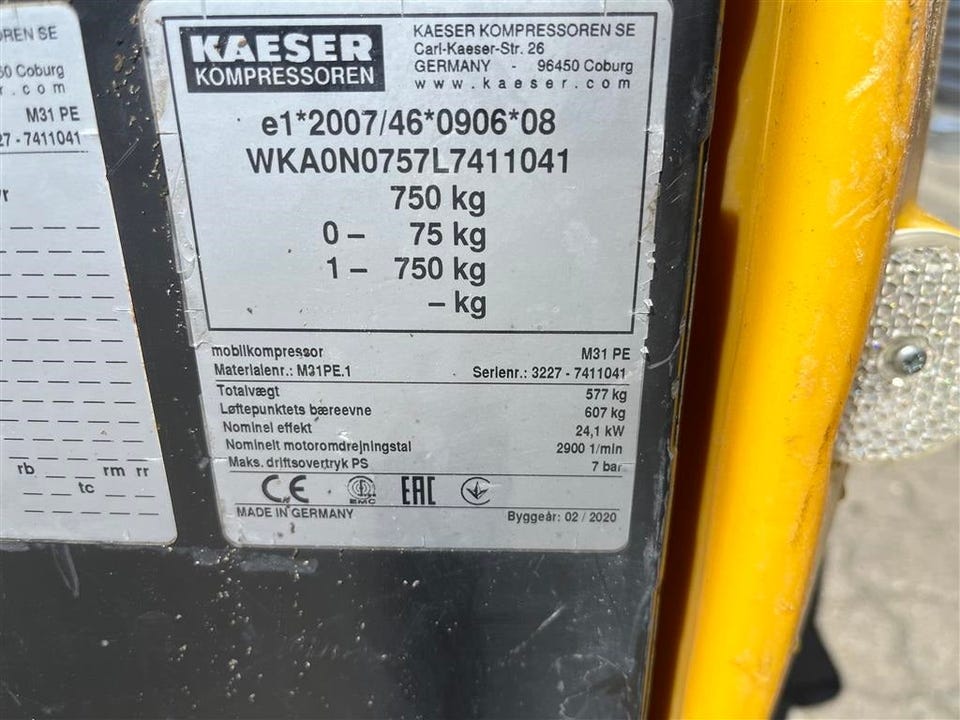 OREN SE
50 Coburg
r . c o m
M31 PE
27 - 7411041
rb rm rr
tc
KAESER
KOMPRESSOREN
KAESER KOMPRESSOREN SE
Carl-Kaeser-Str. 26
GERMANY - 96450 Coburg
www.kaeser.com
e1*2007/46*0906*08
WKA0N0757L7411041
750 kg
0 – 75 kg
1 – 750 kg
– kg
mobilkompressor M31 PE
Materialenr.: M31PE.1 Serienr.: 3227 - 7411041
Totalvægt 577 kg
Løftepunktets bæreevne 607 kg
Nominel effekt 24,1 kW
Nominelt motoromdrejningstal 2900 1/min
Maks. driftsovertryk PS 7 bar
CE EMC EAC
MADE IN GERMANY Byggeår: 02 / 2020